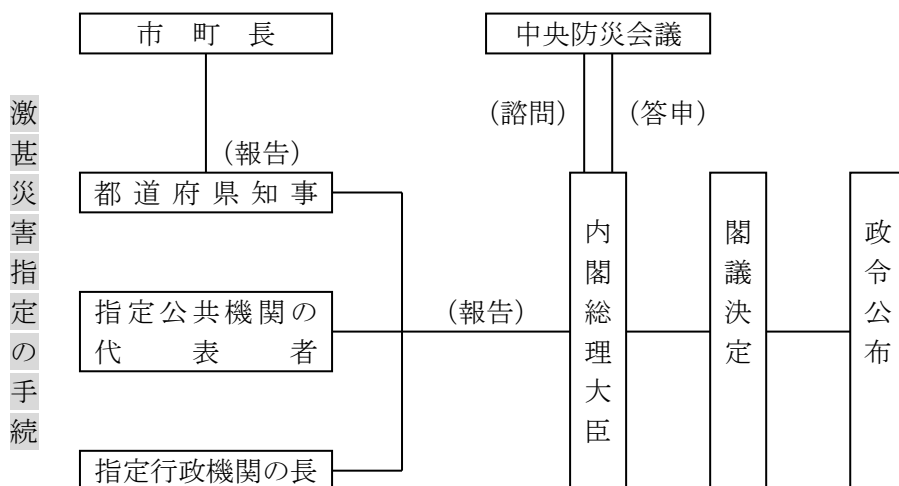 激甚災害指定の手続
市町長
中央防災会議
（諮問）
（答申）
（報告）
都道府県知事
指定公共機関の
代表者
（報告）
指定行政機関の長
内閣総理大臣
閣議決定
政令公布